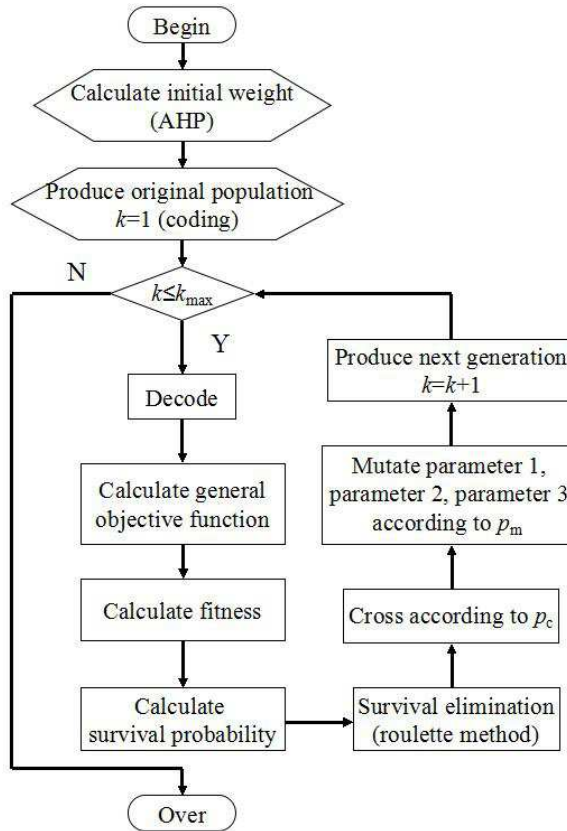 Begin
Calculate initial weight
(AHP)
Produce original population
k=1 (coding)
N
k≤kmax
Y
Decode
Calculate general
objective function
Calculate fitness
Calculate
survival probability
Survival elimination
(roulette method)
Cross according to pc
Mutate parameter 1,
parameter 2, parameter 3
according to pm
Produce next generation
k=k+1
Over